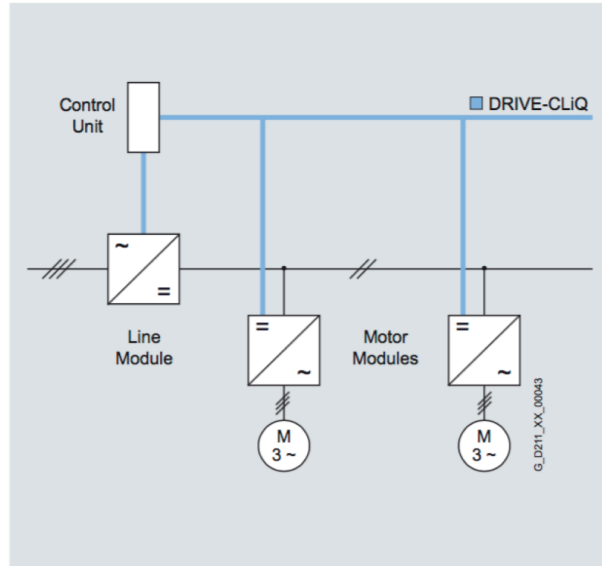 Control
Unit
DRIVE-CLiQ
~
=
Line
Module
=
~
Motor
Modules
=
~
M
3 ~
M
3 ~
G_D211_XX_00043